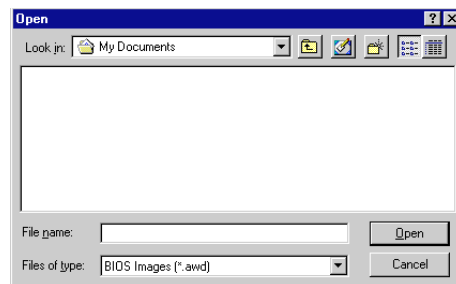 Open
Look in: My Documents
File name: Open
Files of type: BIOS Images (*.awd) Cancel